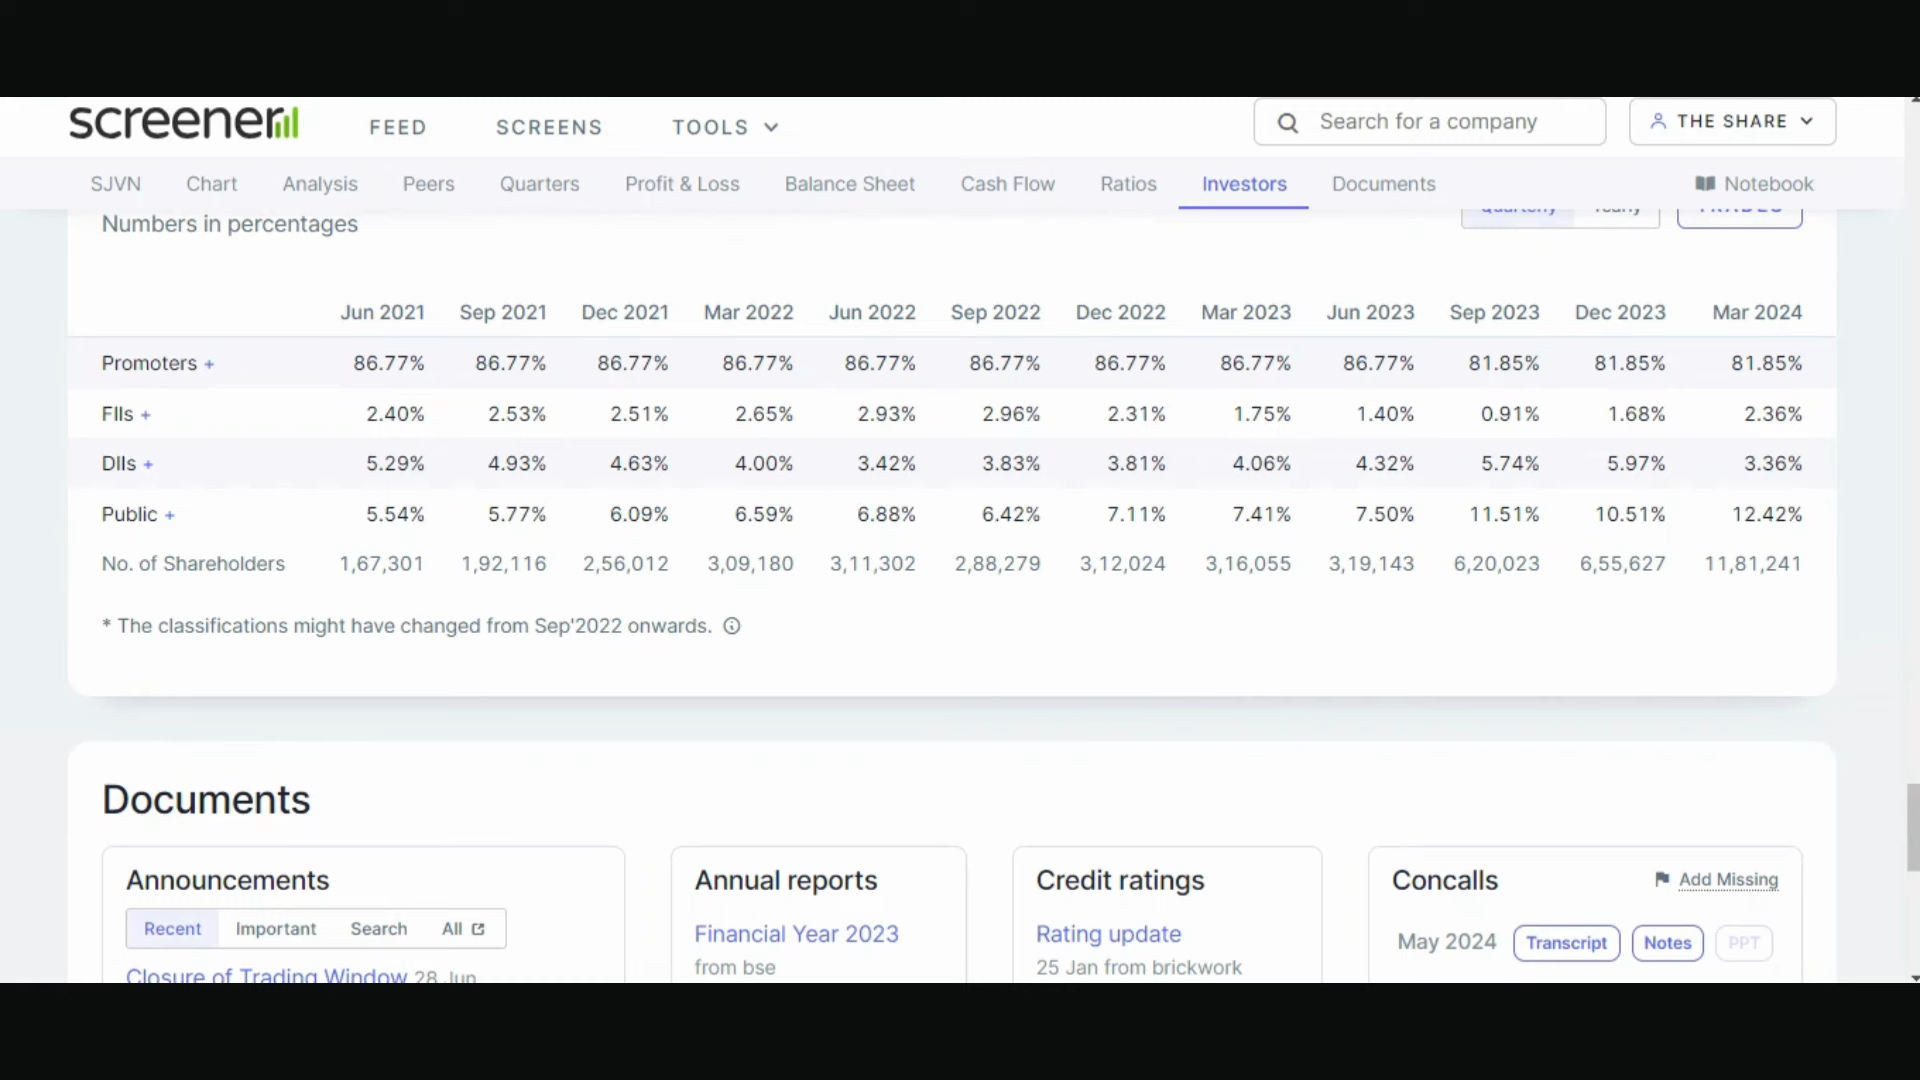 screener FEED SCREENS TOOLS Search for a company THE SHARE
SJVN Chart Analysis Peers Quarters Profit & Loss Balance Sheet Cash Flow Ratios Investors Documents Notebook
Numbers in percentages Quarterly Yearly TRADES
Jun 2021 Sep 2021 Dec 2021 Mar 2022 Jun 2022 Sep 2022 Dec 2022 Mar 2023 Jun 2023 Sep 2023 Dec 2023 Mar 2024
Promoters + 86.77% 86.77% 86.77% 86.77% 86.77% 86.77% 86.77% 86.77% 86.77% 81.85% 81.85% 81.85%
FIIs + 2.40% 2.53% 2.51% 2.65% 2.93% 2.96% 2.31% 1.75% 1.40% 0.91% 1.68% 2.36%
DIIs + 5.29% 4.93% 4.63% 4.00% 3.42% 3.83% 3.81% 4.06% 4.32% 5.74% 5.97% 3.36%
Public + 5.54% 5.77% 6.09% 6.59% 6.88% 6.42% 7.11% 7.41% 7.50% 11.51% 10.51% 12.42%
No. of Shareholders 1,67,301 1,92,116 2,56,012 3,09,180 3,11,302 2,88,279 3,12,024 3,16,055 3,19,143 6,20,023 6,55,627 11,81,241
* The classifications might have changed from Sep'2022 onwards.
Documents
Announcements
Recent Important Search All
Closure of Trading Window 28 Jun
Annual reports
Financial Year 2023
from bse
Credit ratings
Rating update
25 Jan from brickwork
Concalls Add Missing
May 2024 Transcript Notes PPT